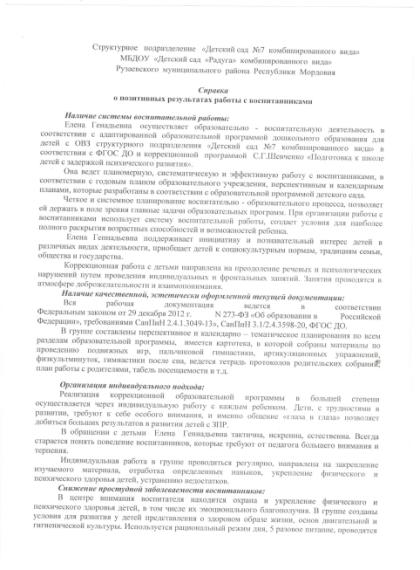 Структурное подразделение «Детский сад №7 комбинированного вида»
МБДОУ «Детский сад «Радуга» комбинированного вида»
Рузаевского муниципального района Республики Мордовия
Справка
о позитивных результатах работы с воспитанниками
Наличие системы воспитательной работы:
Елена Генадьевна осуществляет образовательно - воспитательную деятельность в
соответствии с адаптированной образовательной программой дошкольного образования для
детей с ОВЗ структурного подразделения «Детский сад №7 комбинированного вида» в
соответствии с ФГОС ДО и коррекционной программой С.Г.Шевченко «Подготовка к школе
детей с задержкой психического развития».
Она ведет планомерную, систематическую и эффективную работу с воспитанниками, в
соответствии с годовым планом образовательного учреждения, перспективным и календарным
планами, которые разработаны в соответствии с образовательной программой детского сада.
Четкое и системное планирование воспитательно - образовательного процесса, позволяет
ей держать в поле зрения главные задачи образовательных программ. При организации работы с
воспитанниками использует систему воспитательной работы, создает условия для наиболее
полного раскрытия возрастных способностей и возможностей ребенка.
Елена Геннадьевна поддерживает инициативу и познавательный интерес детей в
различных видах деятельности, приобщает детей к социокультурным нормам, традициям семьи,
общества и государства.
Коррекционная работа с детьми направлена на преодоление речевых и психологических
нарушений путем проведения индивидуальных и фронтальных занятий. Занятия проводятся в
атмосфере доброжелательности и взаимопонимания.
Наличие качественной, эстетически оформленной текущей документации:
Вся рабочая документация ведется в соответствии
Федеральным законом от 29 декабря 2012 г. N 273-ФЗ «Об образовании в Российской
Федерации», требованиями СанПиН 2.4.1.3049-13», СанПиН 3.1/2.4.3598-20, ФГОС ДО.
В группе составлены перспективное и календарно – тематическое планирования по всем
разделам образовательной программы, имеется картотека, в которой собраны материалы по
проведению подвижных игр, пальчиковой гимнастики, артикуляционных упражнений,
физкультминуток, гимнастики после сна, ведется тетрадь протоколов родительских собраний,
план работы с родителями, табель посещаемости и т.д.
Организация индивидуального подхода:
Реализация коррекционной образовательной программы в большей степени
осуществляется через индивидуальную работу с каждым ребенком. Дети, с трудностями в
развитии, требуют к себе особого внимания, и именно общение «глаза в глаза» позволяет
добиться больших результатов в развитии детей с ЗПР.
В обращении с детьми Елена Геннадьевна тактична, искренна, естественна. Всегда
старается понять поведение воспитанников, которые требуют от педагога большего внимания и
терпения.
Индивидуальная работа в группе проводиться регулярно, направлена на закрепление
изучаемого материала, отработка определенных навыков, укрепление физического и
психического здоровья детей, устранению недостатков.
Снижение простудной заболеваемости воспитанников:
В центре внимания воспитателя находится охрана и укрепление физического и
психического здоровья детей, в том числе их эмоционального благополучия. В группе созданы
условия для развития у детей представления о здоровом образе жизни, основ двигательной и
гигиенической культуры. Используется рациональный режим дня, 5 разовое питание, проводятся